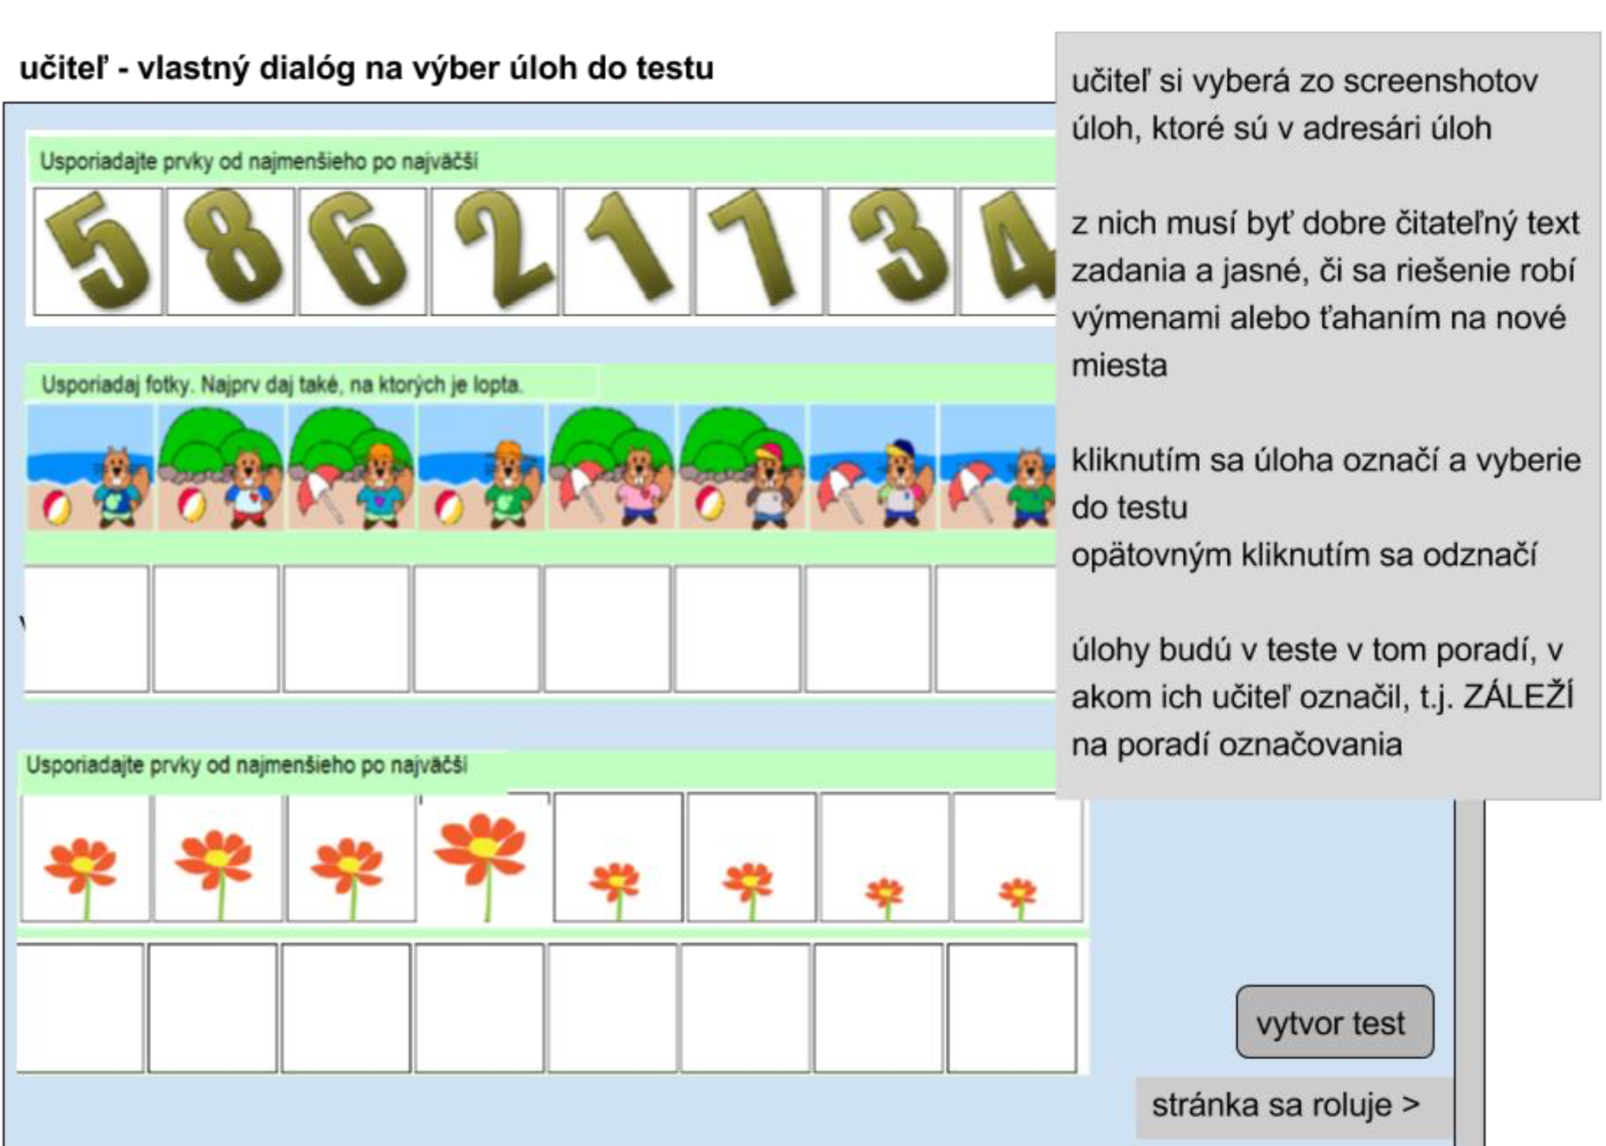 učiteľ - vlastný dialóg na výber úloh do testu
Usporiadajte prvky od najmenšieho po najväčší
5 8 6 2 1 7 3 4
Usporiadaj fotky. Najprv daj také, na ktorých je lopta.
Usporiadajte prvky od najmenšieho po najväčší
učiteľ si vyberá zo screenshotov
úloh, ktoré sú v adresári úloh
z nich musí byť dobre čitateľný text
zadania a jasné, či sa riešenie robí
výmenami alebo ťahaním na nové
miesta
kliknutím sa úloha označí a vyberie
do testu
opätovným kliknutím sa odznačí
úlohy budú v teste v tom poradí, v
akom ich učiteľ označil, t.j. ZÁLEŽÍ
na poradí označovania
vytvor test
stránka sa roluje >